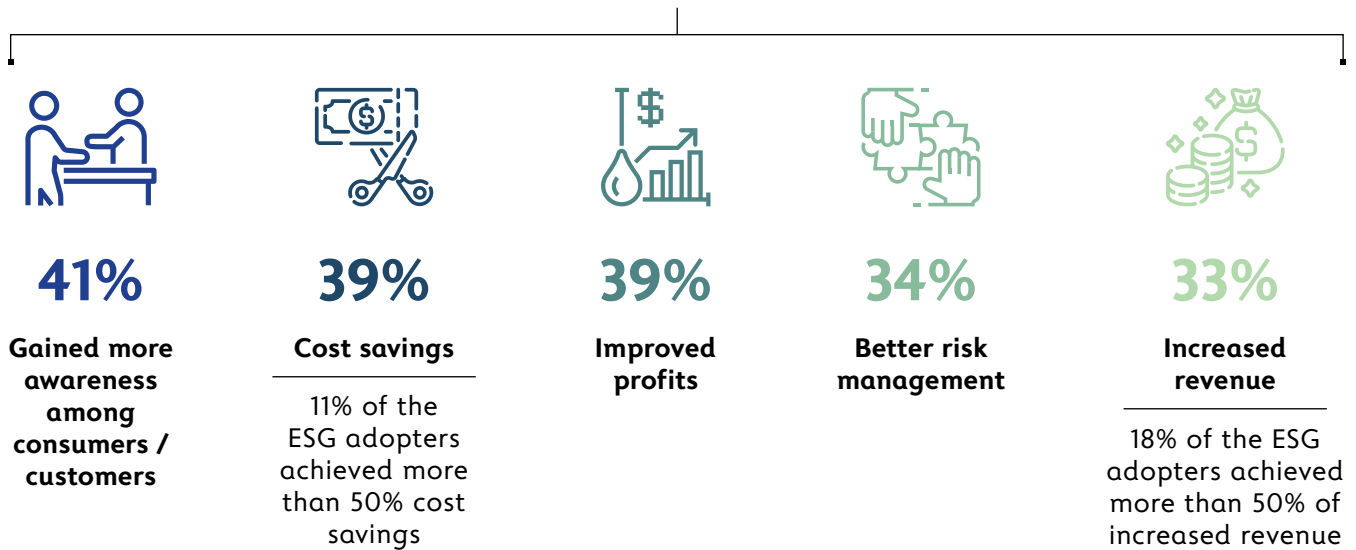 41%
Gained more
awareness
among
consumers /
customers
39%
Cost savings
11% of the
ESG adopters
achieved more
than 50% cost
savings
39%
Improved
profits
34%
Better risk
management
33%
Increased
revenue
18% of the ESG
adopters achieved
more than 50% of
increased revenue